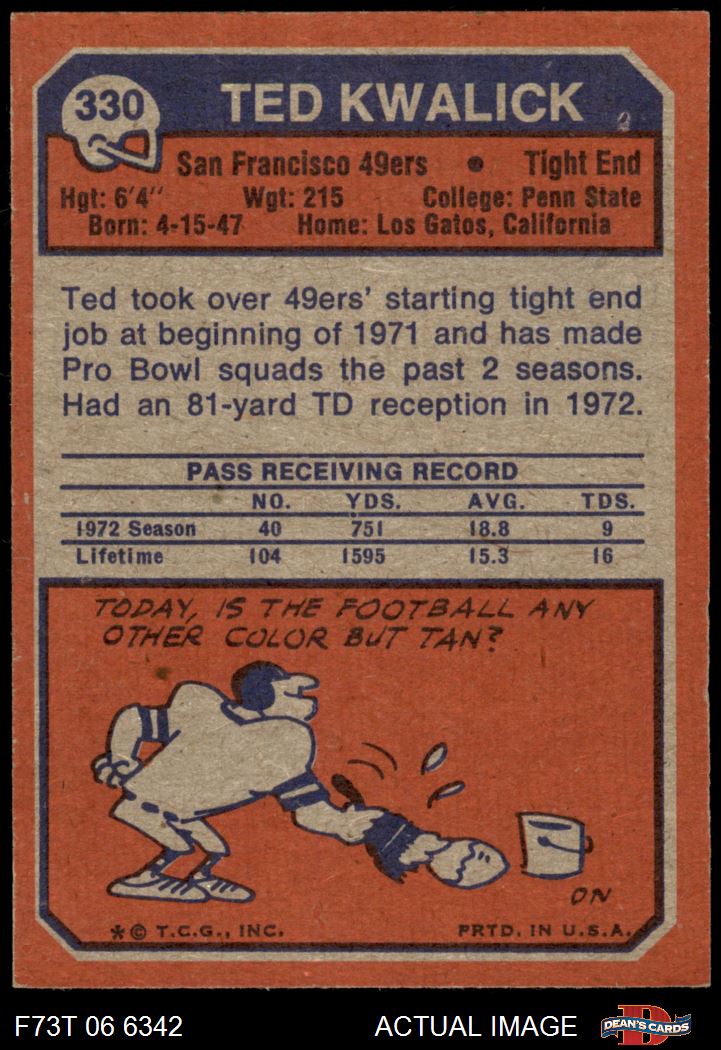 330
TED KWALICK
San Francisco 49ers • Tight End
Hgt: 6'4" Wgt: 215 College: Penn State
Born: 4-15-47 Home: Los Gatos, California
Ted took over 49ers' starting tight end
job at beginning of 1971 and has made
Pro Bowl squads the past 2 seasons.
Had an 81-yard TD reception in 1972.
PASS RECEIVING RECORD
NO. YDS. AVG. TDS.
1972 Season 40 751 18.8 9
Lifetime 104 1595 15.3 16
TODAY, IS THE FOOTBALL ANY
OTHER COLOR BUT TAN?
ON
*© T.C.G., INC. PRTD. IN U.S.A.
F73T 06 6342 ACTUAL IMAGE D DEAN'S CARDS